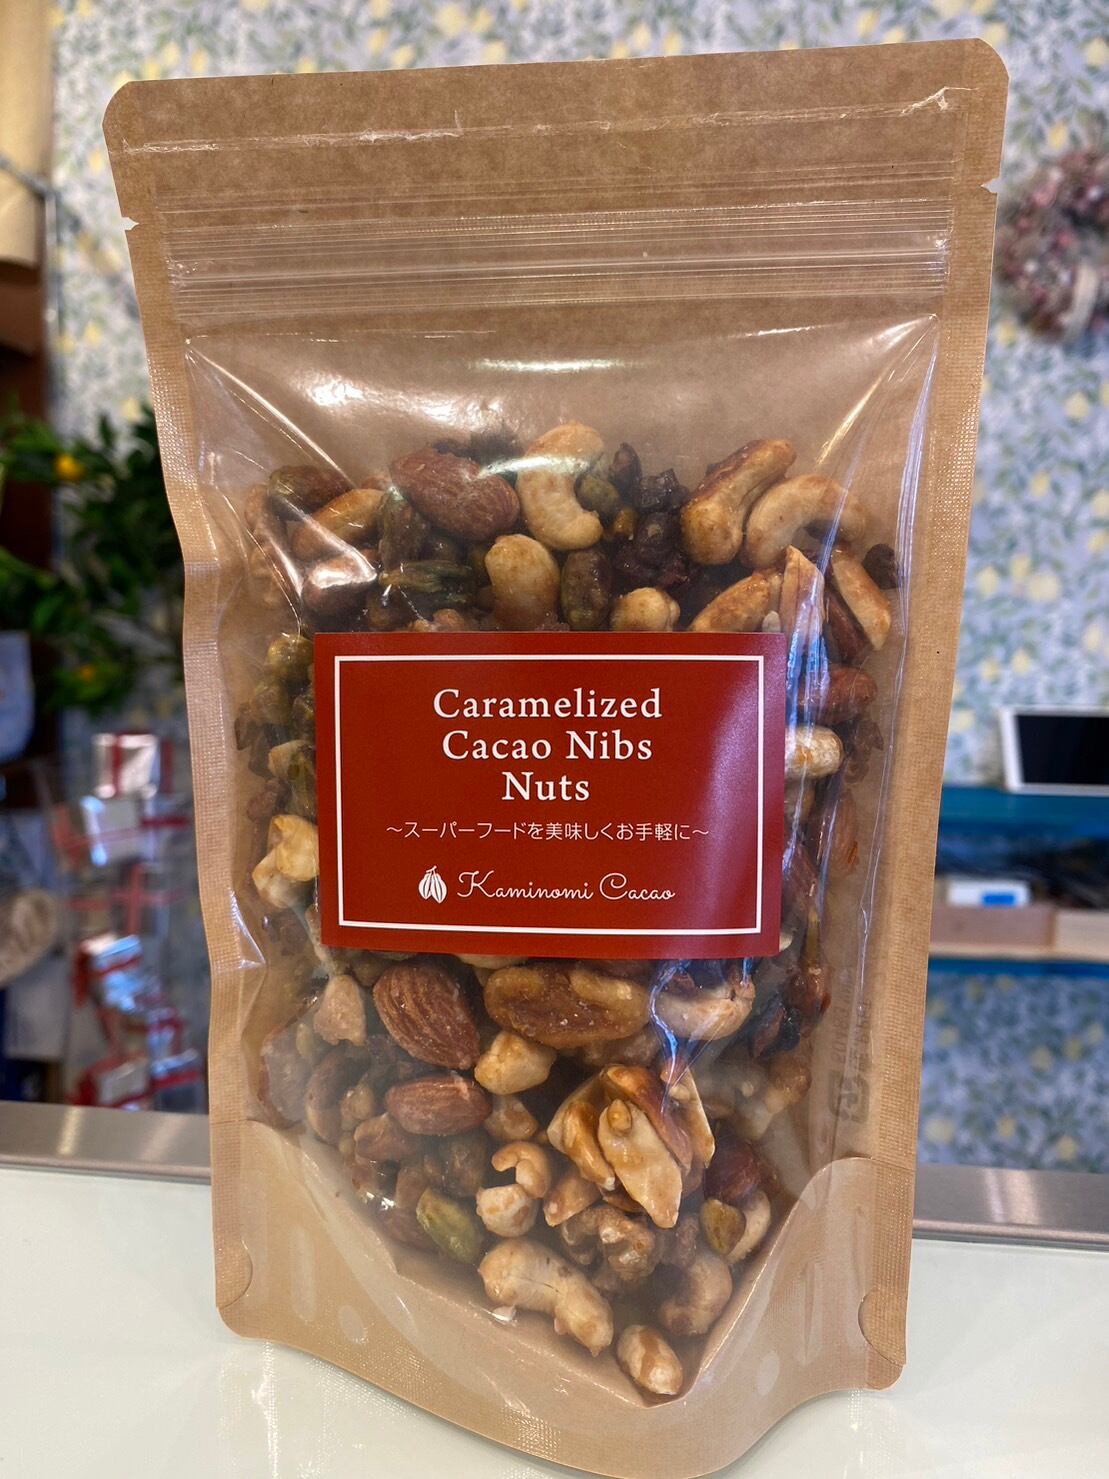 Caramelized
Cacao Nibs
Nuts
～スーパーフードを美味しくお手軽に～
Kaminomi Cacao